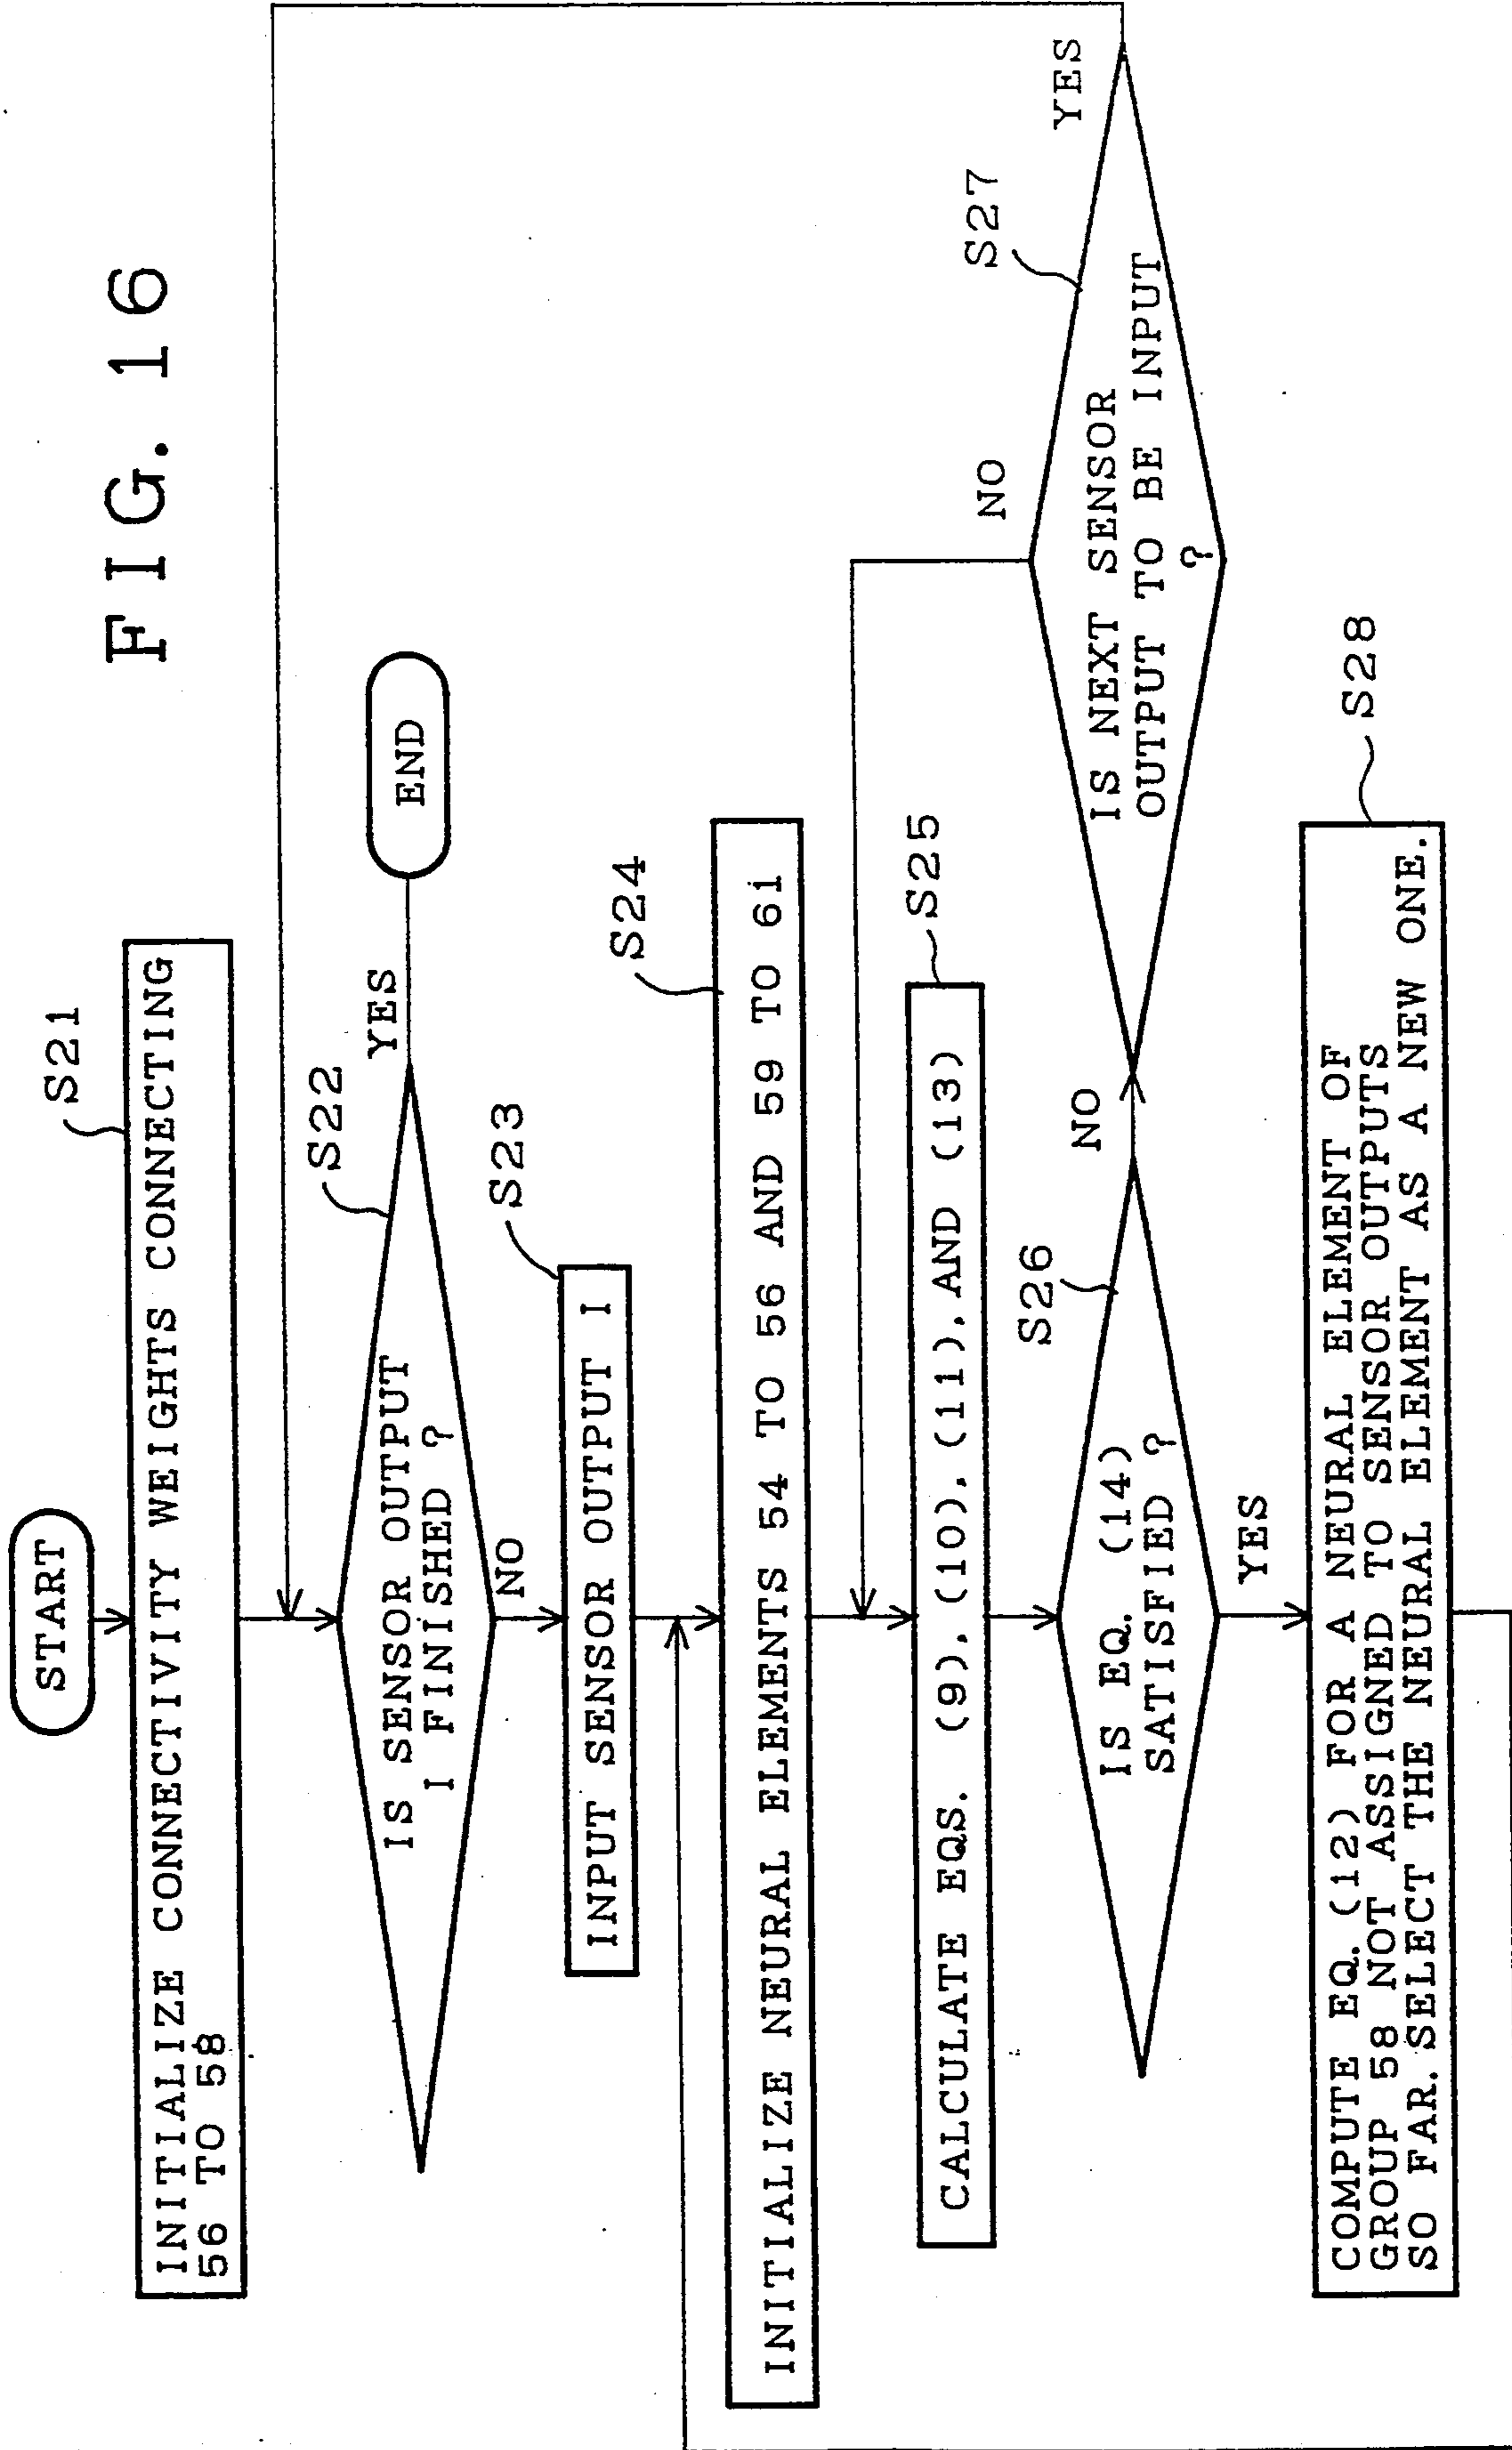 FIG. 16
START
S21
INITIALIZE CONNECTIVITY WEIGHTS CONNECTING
56 TO 58
S22
IS SENSOR OUTPUT
I FINISHED ?
YES
END
NO
S23
INPUT SENSOR OUTPUT I
S24
INITIALIZE NEURAL ELEMENTS 54 TO 56 AND 59 TO 61
S25
CALCULATE EQS. (9), (10), (11), AND (13)
S26
IS EQ. (14)
SATISFIED ?
NO
S27
IS NEXT SENSOR
OUTPUT TO BE INPUT
?
NO
YES
YES
S28
COMPUTE EQ. (12) FOR A NEURAL ELEMENT OF
GROUP 58 NOT ASSIGNED TO SENSOR OUTPUTS
SO FAR. SELECT THE NEURAL ELEMENT AS A NEW ONE.